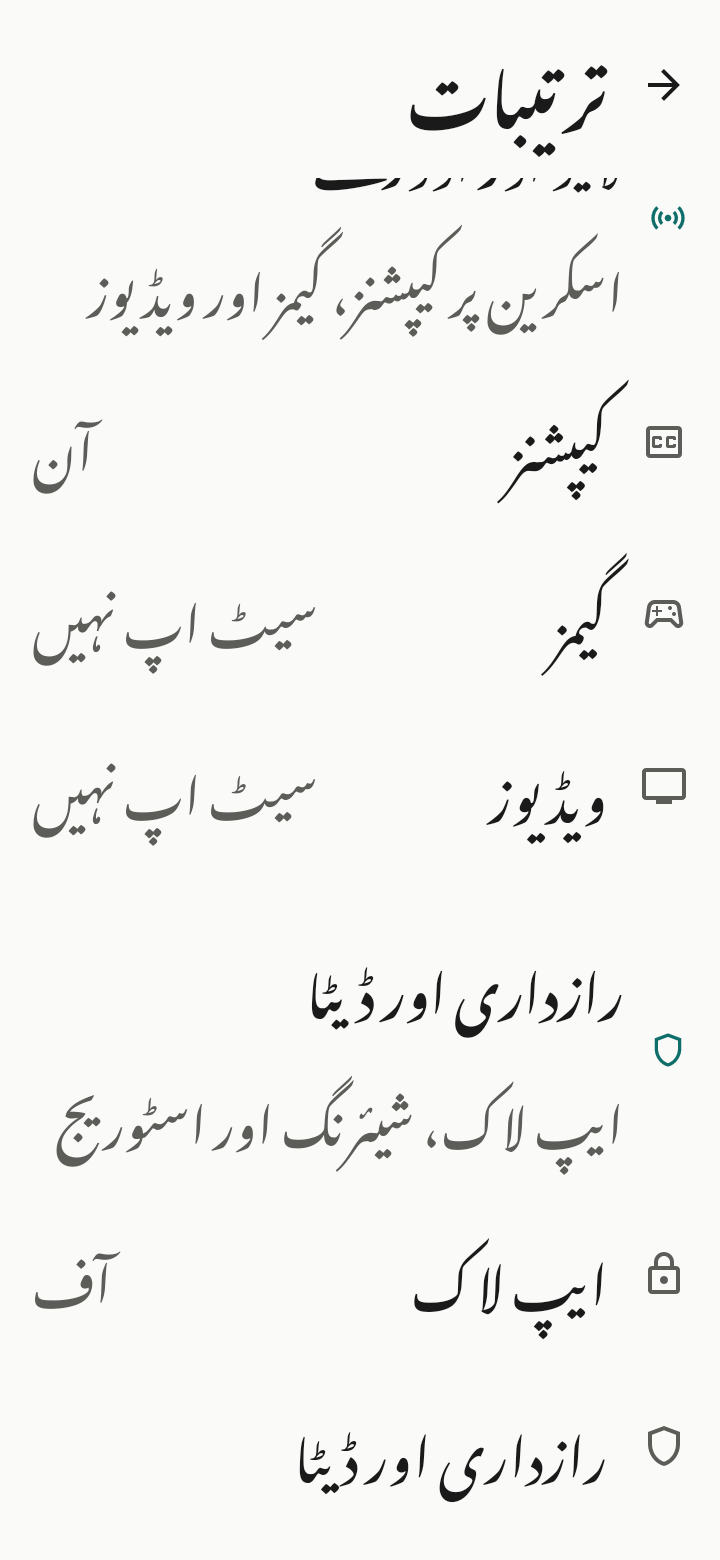 ترتیبات
اسکرین پر کیپشنز، گیمز اور ویڈیوز
کیپشنز
آن
گیمز
سیٹ اپ نہیں
ویڈیوز
سیٹ اپ نہیں
رازداری اور ڈیٹا
ایپ لاک، شیئرنگ اور اسٹوریج
ایپ لاک
آف
رازداری اور ڈیٹا